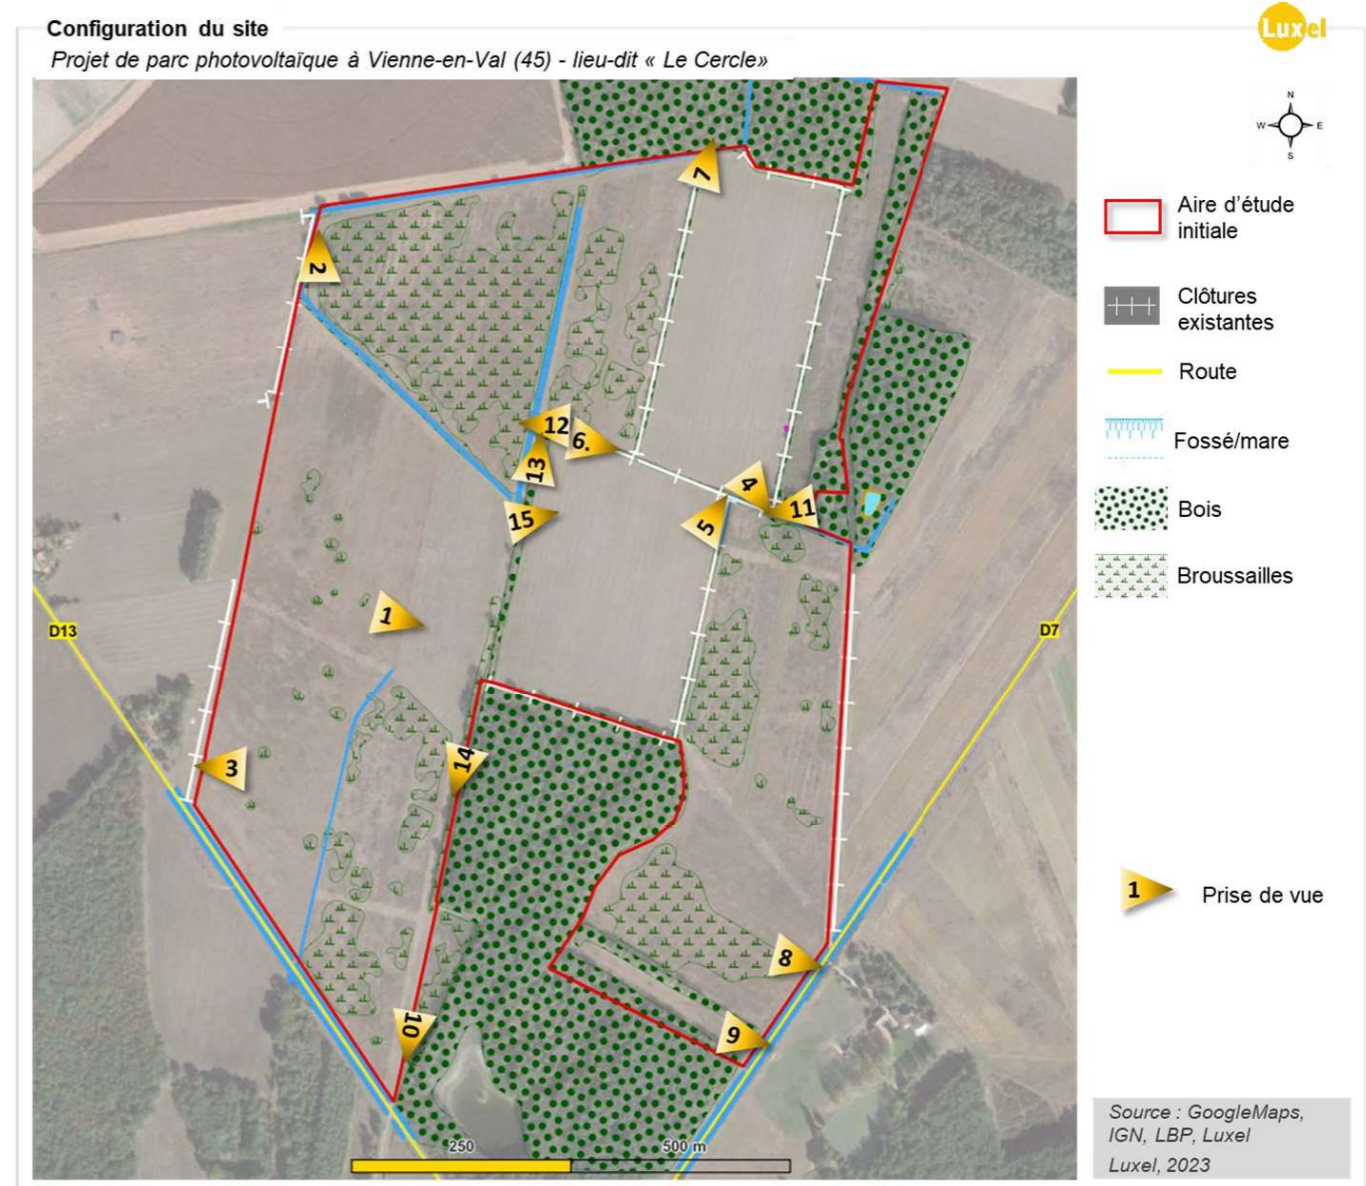 Configuration du site
Luxel
Projet de parc photovoltaïque à Vienne-en-Val (45) - lieu-dit « Le Cercle»
N
W E
S
7
2
12
6.
13
4
11
15
5
1
D13
D7
3
14
8
9
10
250
500 m
Aire d’étude
initiale
Clôtures
existantes
Route
Fossé/mare
Bois
Broussailles
1
Prise de vue
Source : GoogleMaps,
IGN, LBP, Luxel
Luxel, 2023